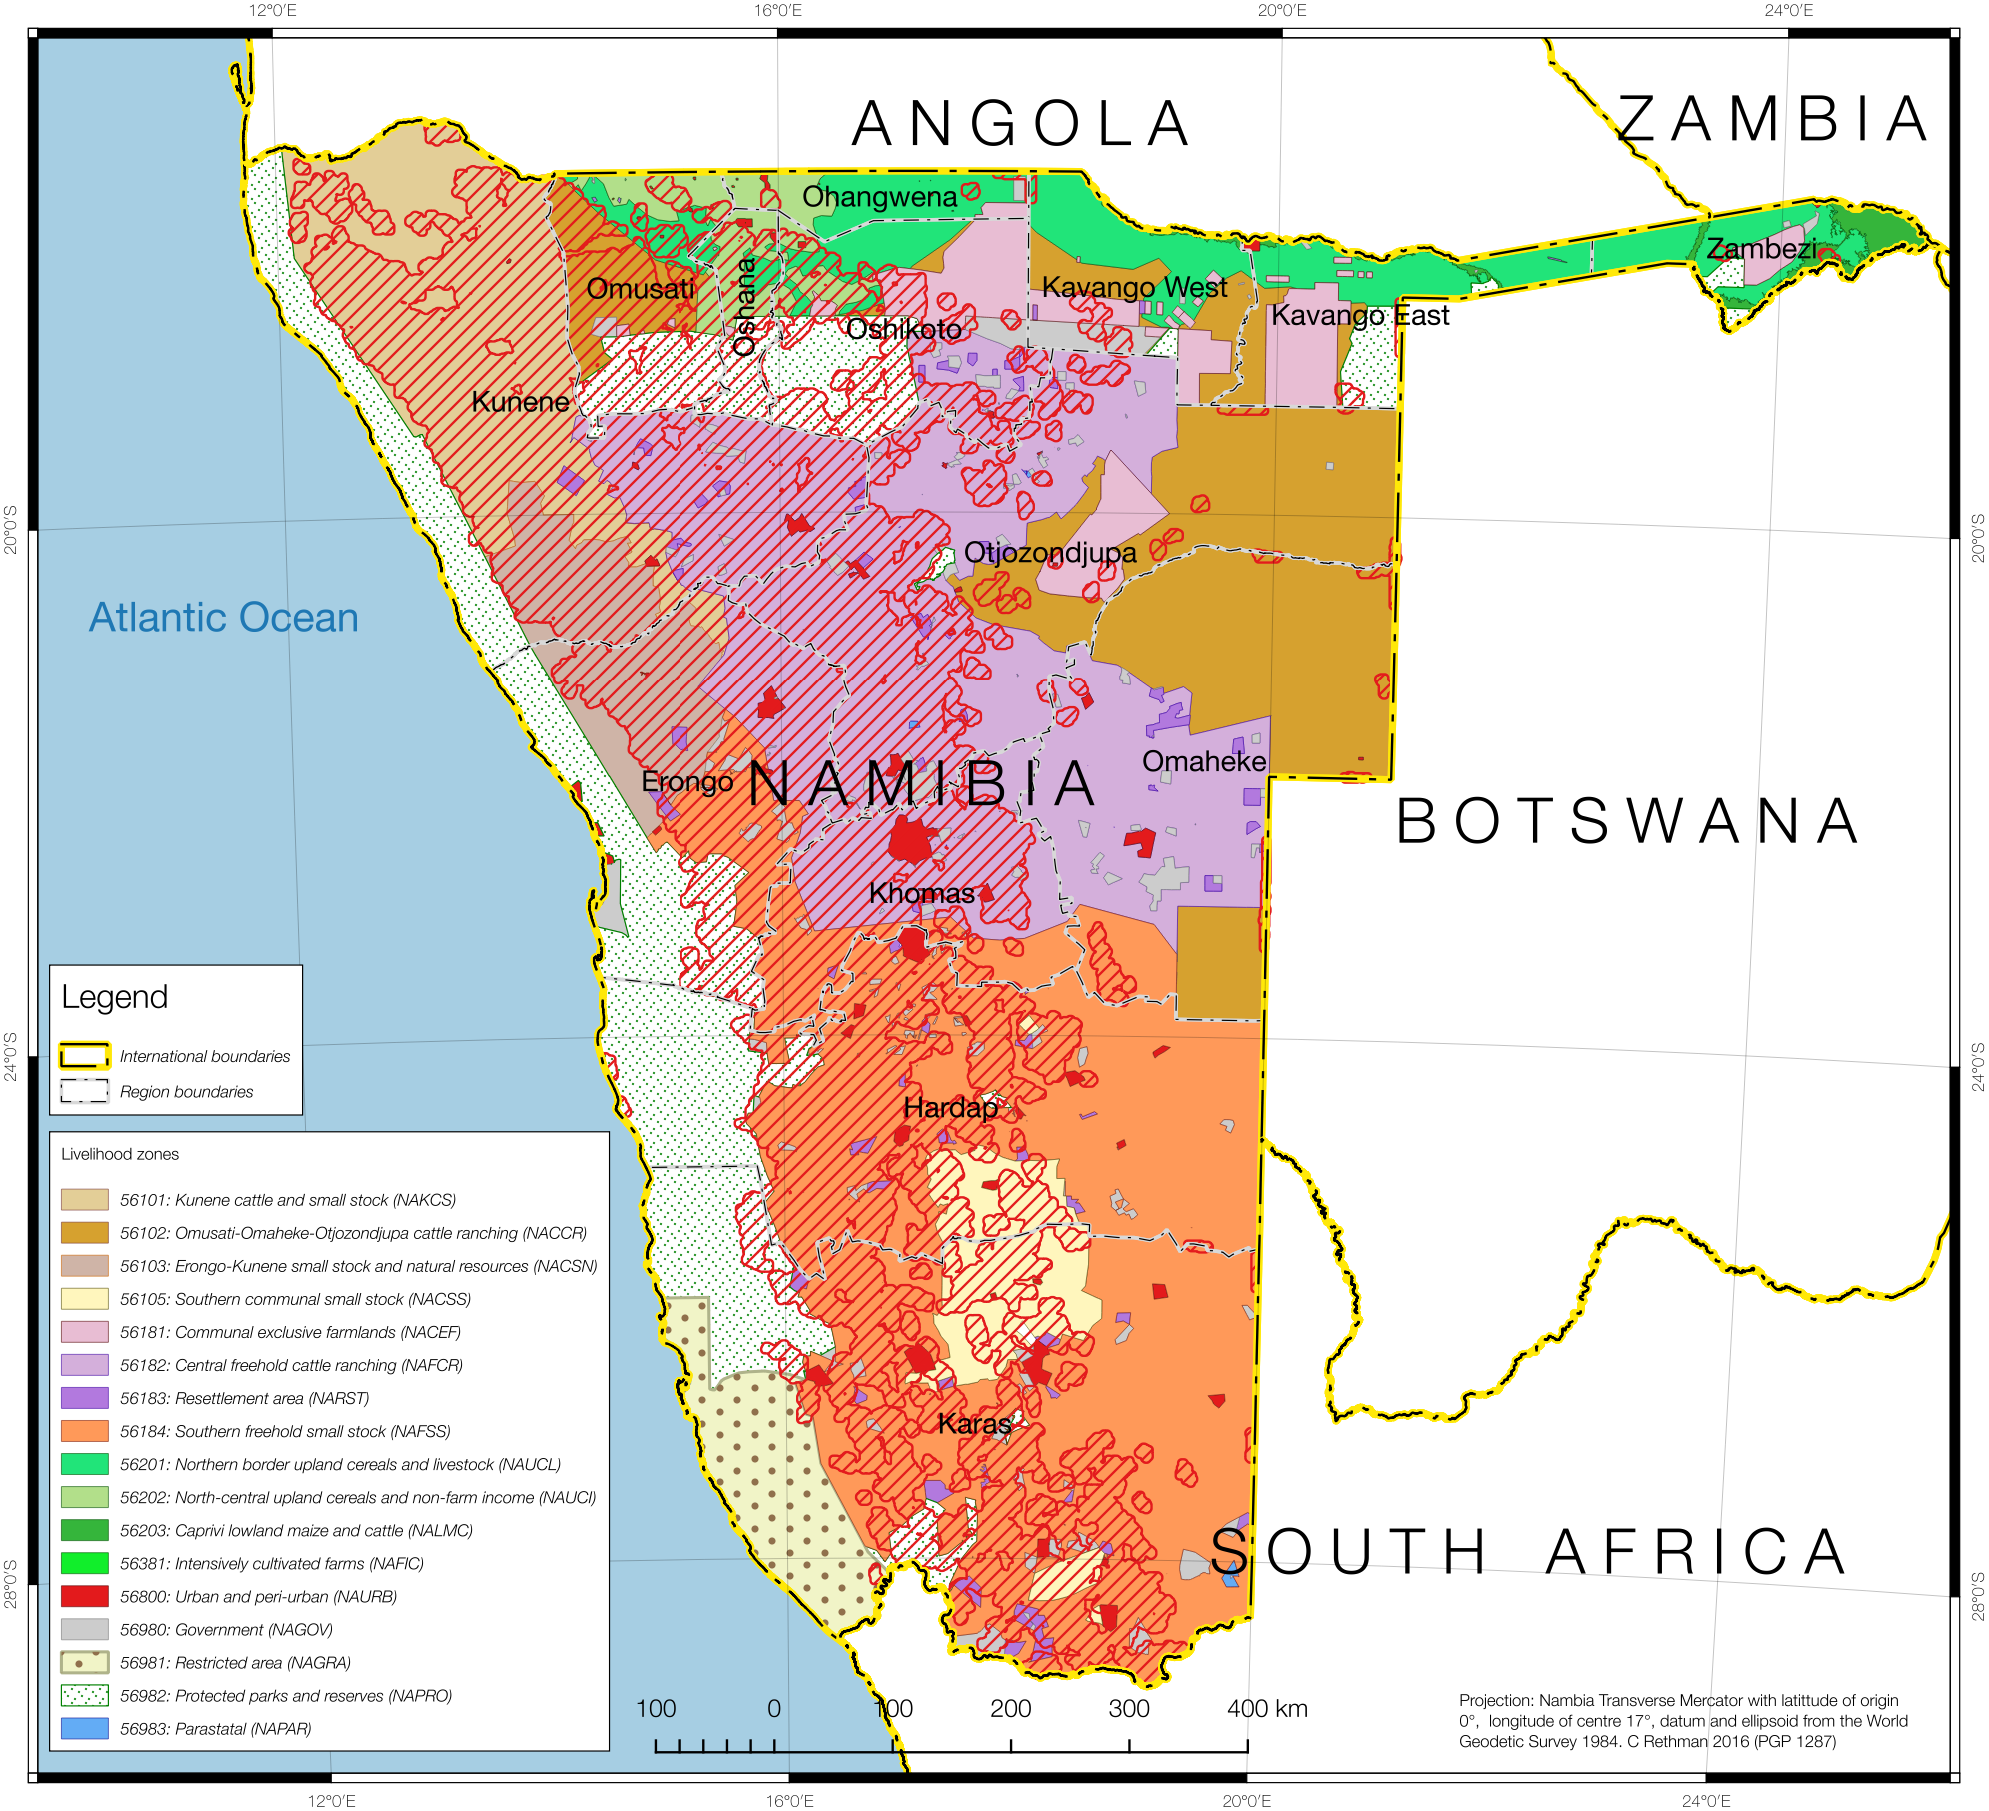 12°0′E
16°0′E
20°0′E
24°0′E
ANGOLA
ZAMBIA
Ohangwena
Zambezi
Omusati
Oshana
Kavango West
Kavango East
Oshikoto
Kunene
20°0′S
20°0′S
Otjozondjupa
Atlantic Ocean
Omaheke
Erongo
NAMIBIA
BOTSWANA
Khomas
Legend
International boundaries
Region boundaries
24°0′S
24°0′S
Hardap
Livelihood zones
56101: Kunene cattle and small stock (NAKCS)
56102: Omusati-Omaheke-Otjozondjupa cattle ranching (NACCR)
56103: Erongo-Kunene small stock and natural resources (NACSN)
56105: Southern communal small stock (NACSS)
56181: Communal exclusive farmlands (NACEF)
56182: Central freehold cattle ranching (NAFCR)
56183: Resettlement area (NARST)
56184: Southern freehold small stock (NAFSS)
56201: Northern border upland cereals and livestock (NAUCL)
56202: North-central upland cereals and non-farm income (NAUCI)
56203: Caprivi lowland maize and cattle (NALMC)
56381: Intensively cultivated farms (NAFIC)
56800: Urban and peri-urban (NAURB)
56980: Government (NAGOV)
56981: Restricted area (NAGRA)
56982: Protected parks and reserves (NAPRO)
56983: Parastatal (NAPAR)
Karas
SOUTH AFRICA
28°0′S
28°0′S
100 0 100 200 300 400 km
Projection: Nambia Transverse Mercator with latittude of origin
0°, longitude of centre 17°, datum and ellipsoid from the World
Geodetic Survey 1984. C Rethman 2016 (PGP 1287)
12°0′E
16°0′E
20°0′E
24°0′E